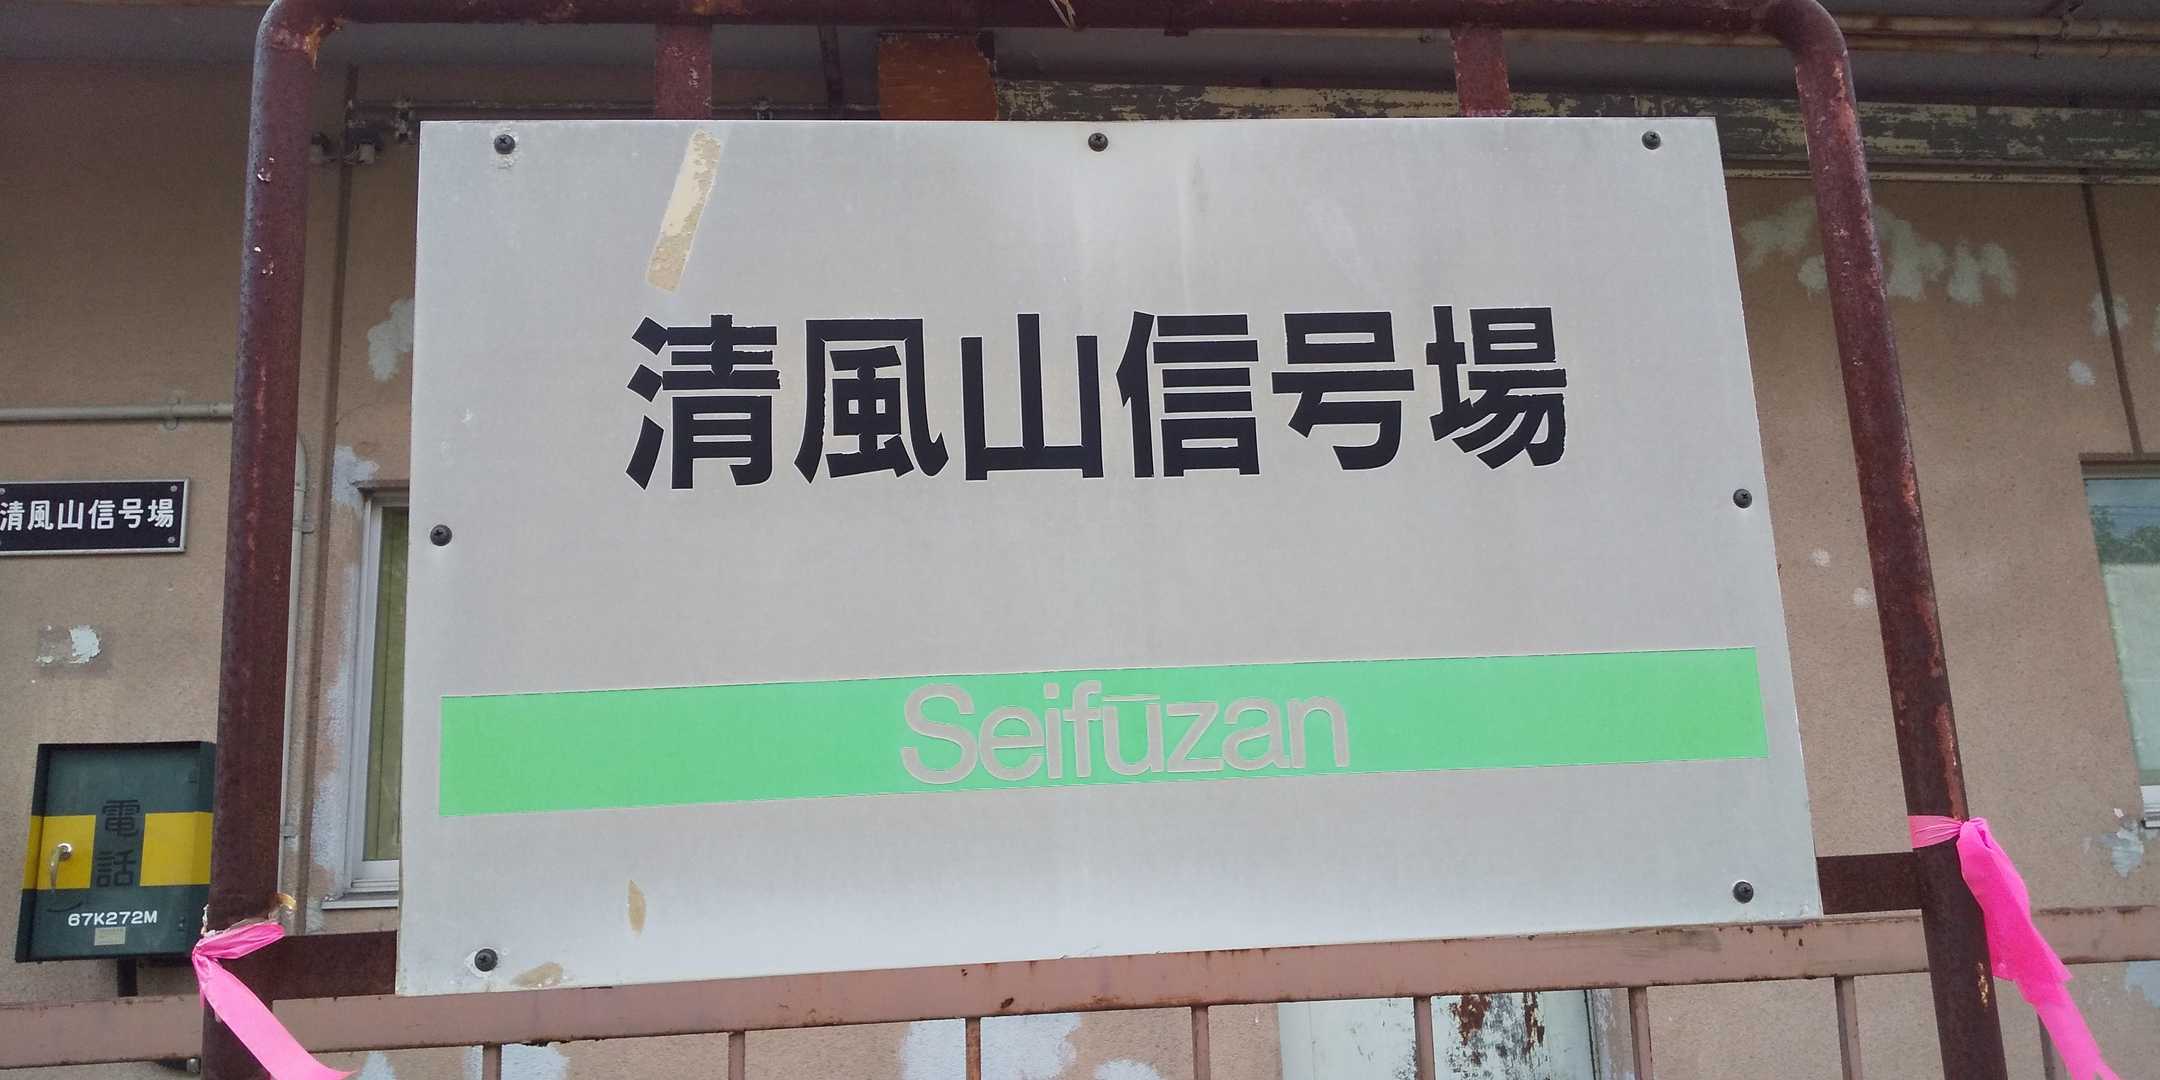 清風山信号場
Seifūzan
清風山信号場
電話
67K272M